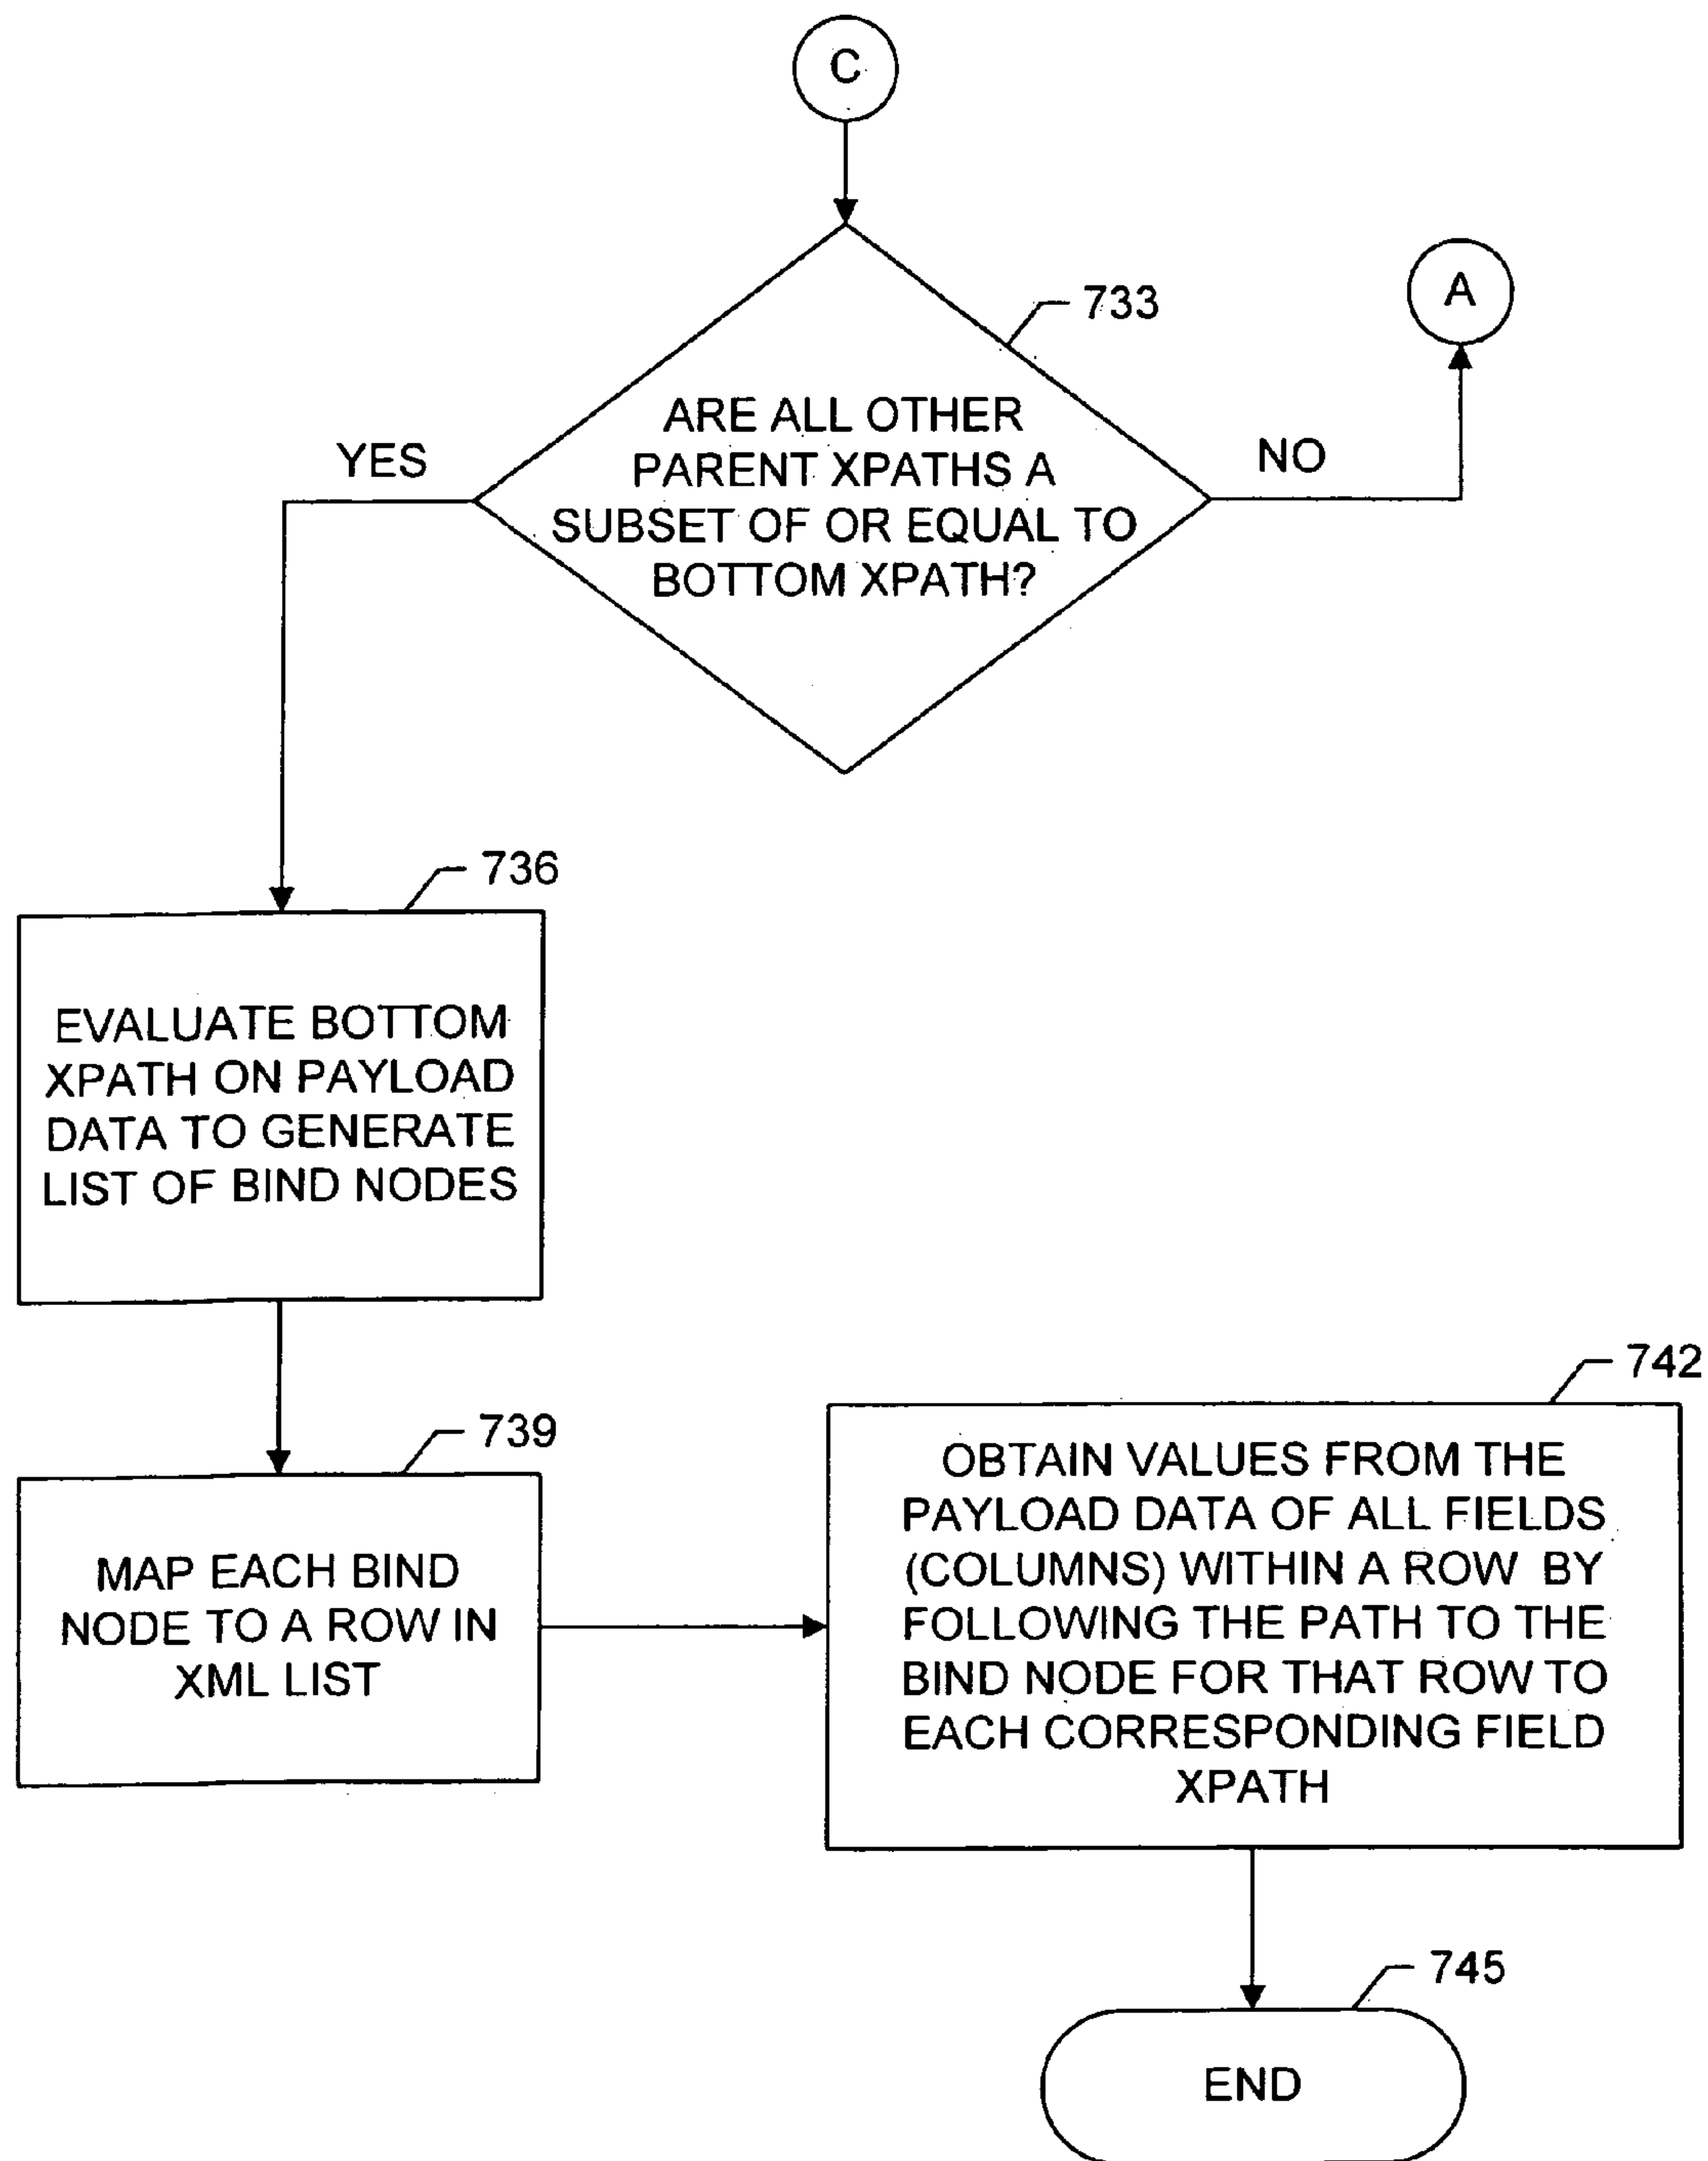 C
733
A
ARE ALL OTHER
PARENT XPATHS A
SUBSET OF OR EQUAL TO
BOTTOM XPATH?
YES
NO
736
EVALUATE BOTTOM
XPATH ON PAYLOAD
DATA TO GENERATE
LIST OF BIND NODES
739
MAP EACH BIND
NODE TO A ROW IN
XML LIST
742
OBTAIN VALUES FROM THE
PAYLOAD DATA OF ALL FIELDS
(COLUMNS) WITHIN A ROW BY
FOLLOWING THE PATH TO THE
BIND NODE FOR THAT ROW TO
EACH CORRESPONDING FIELD
XPATH
745
END